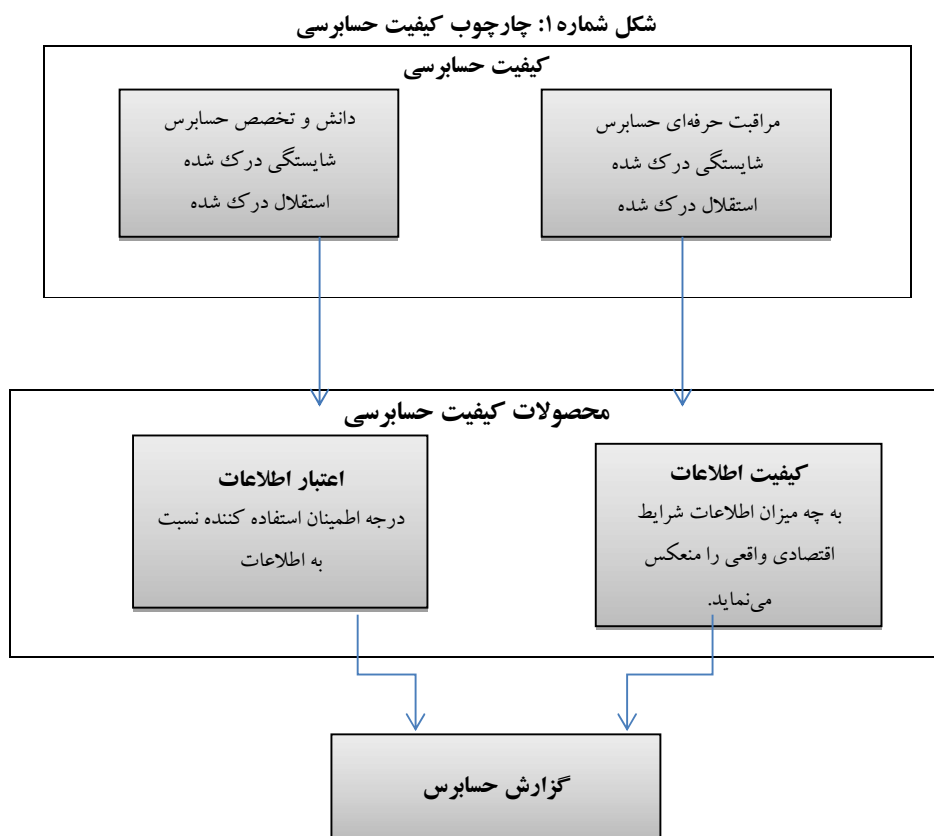 شکل شماره ۱: چارچوب کیفیت حسابرسی
کیفیت حسابرسی
مراقبت حرفه‌ای حسابرس
شایستگی درک شده
استقلال درک شده
دانش و تخصص حسابرس
شایستگی درک شده
استقلال درک شده
محصولات کیفیت حسابرسی
کیفیت اطلاعات
به چه میزان اطلاعات شرایط
اقتصادی واقعی را منعکس
می‌نماید.
اعتبار اطلاعات
درجه اطمینان استفاده کننده نسبت
به اطلاعات
گزارش حسابرس